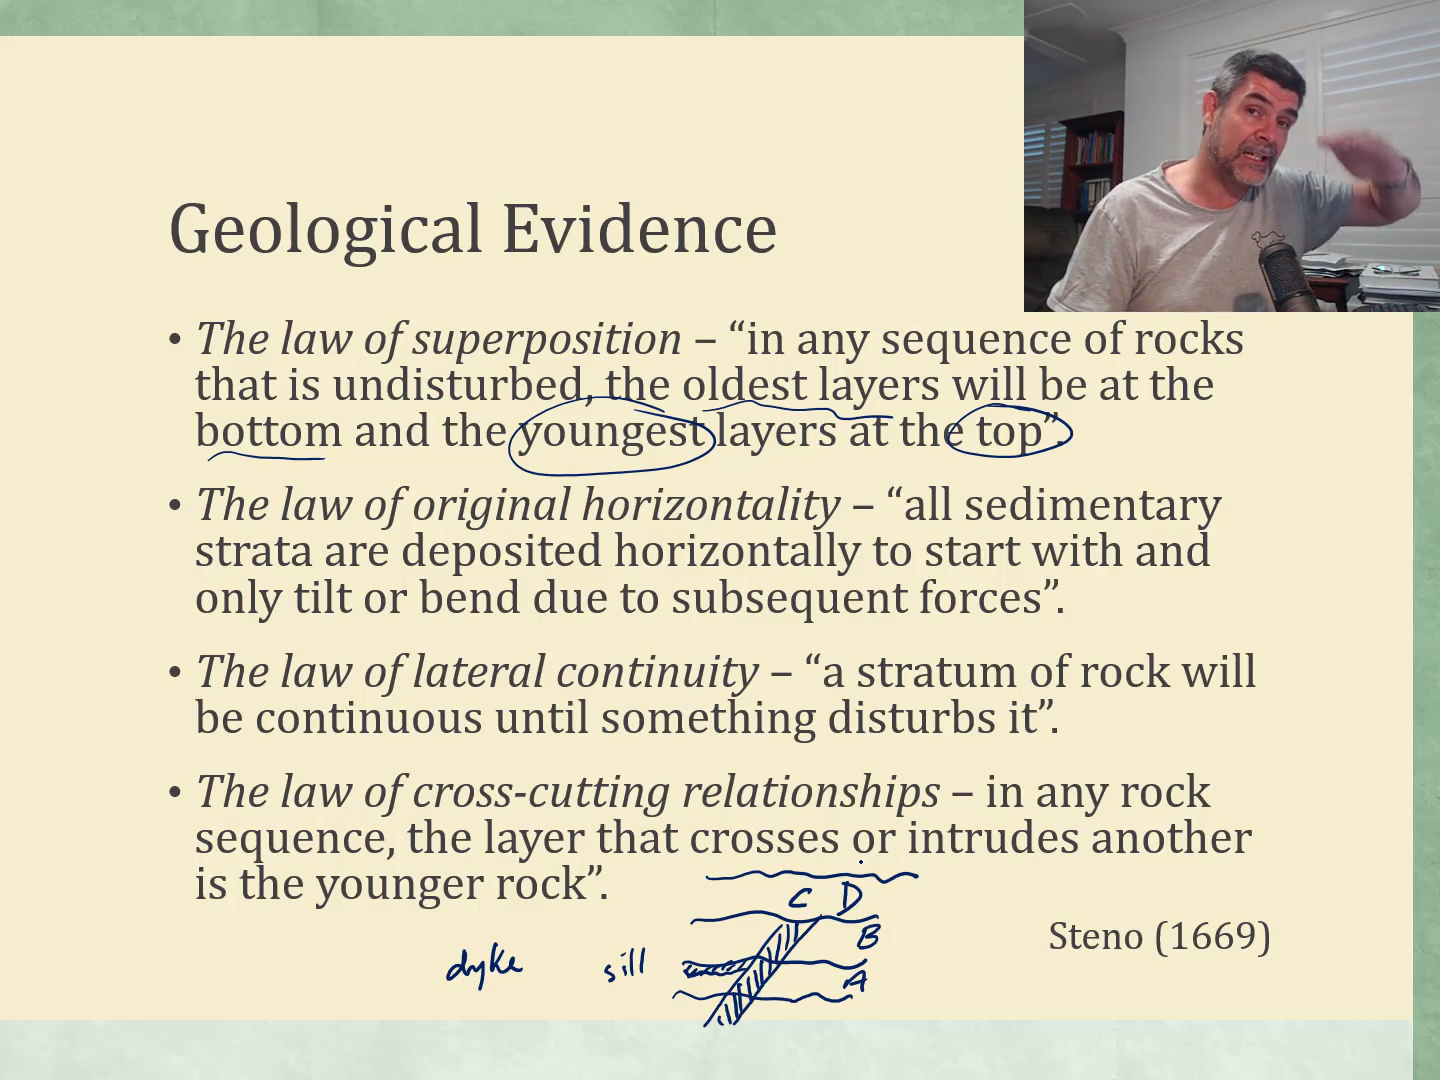 Geological Evidence
• The law of superposition – “in any sequence of rocks
that is undisturbed, the oldest layers will be at the
bottom and the youngest layers at the top”.
• The law of original horizontality – “all sedimentary
strata are deposited horizontally to start with and
only tilt or bend due to subsequent forces”.
• The law of lateral continuity – “a stratum of rock will
be continuous until something disturbs it”.
• The law of cross-cutting relationships – in any rock
sequence, the layer that crosses or intrudes another
is the younger rock”.
C D
B
Steno (1669)
dyke sill
A